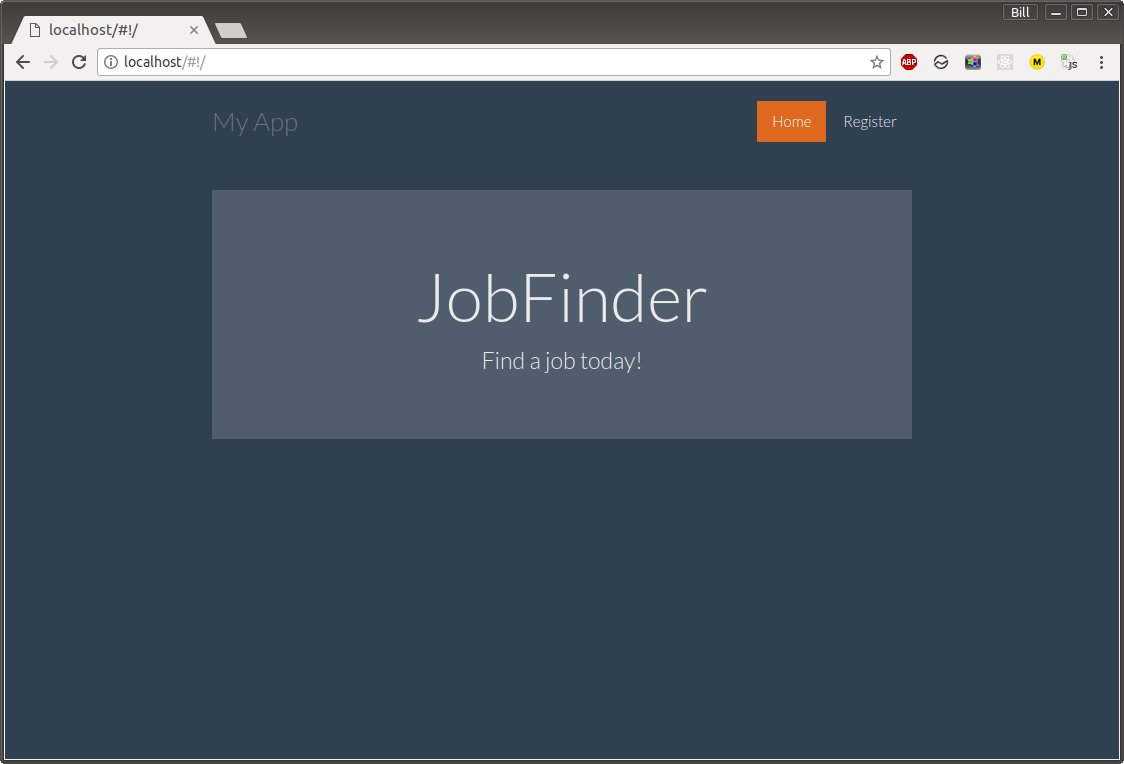 Bill
localhost/#!/
localhost/#!/
ABP
M
JS
My App
Home
Register
JobFinder
Find a job today!